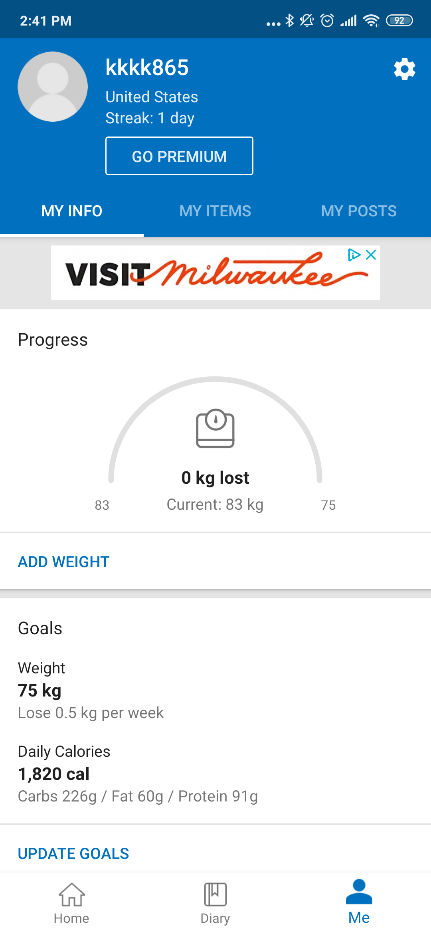 2:41 PM
92
kkkk865
United States
Streak: 1 day
GO PREMIUM
MY INFO
MY ITEMS
MY POSTS
VISIT Milwaukee
Progress
0 kg lost
83
Current: 83 kg
75
ADD WEIGHT
Goals
Weight
75 kg
Lose 0.5 kg per week
Daily Calories
1,820 cal
Carbs 226g / Fat 60g / Protein 91g
UPDATE GOALS
Home
Diary
Me